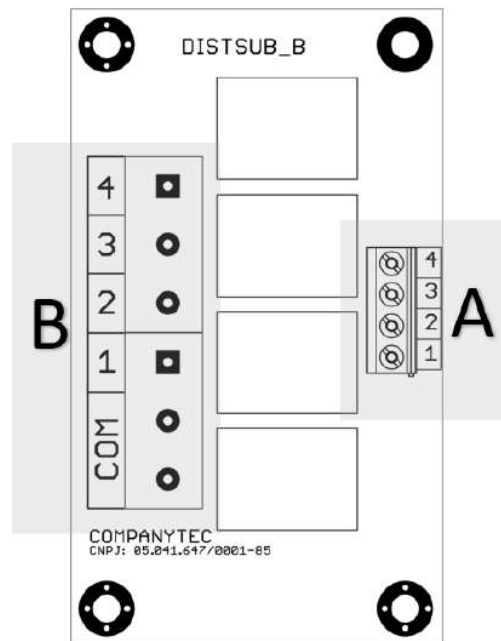 DISTSUB_B
B
4
3
2
1
COM
4
3
2
1
A
COMPANYTEC
CNPJ: 05.041.647/0001-85